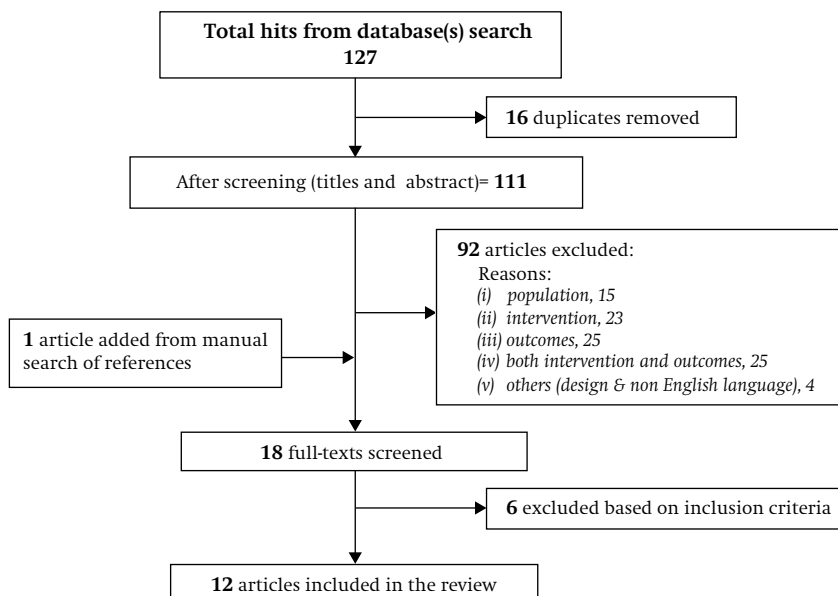 Total hits from database(s) search
127
16 duplicates removed
After screening (titles and abstract)= 111
92 articles excluded:
Reasons:
(i) population, 15
(ii) intervention, 23
(iii) outcomes, 25
(iv) both intervention and outcomes, 25
(v) others (design & non English language), 4
1 article added from manual
search of references
18 full-texts screened
6 excluded based on inclusion criteria
12 articles included in the review